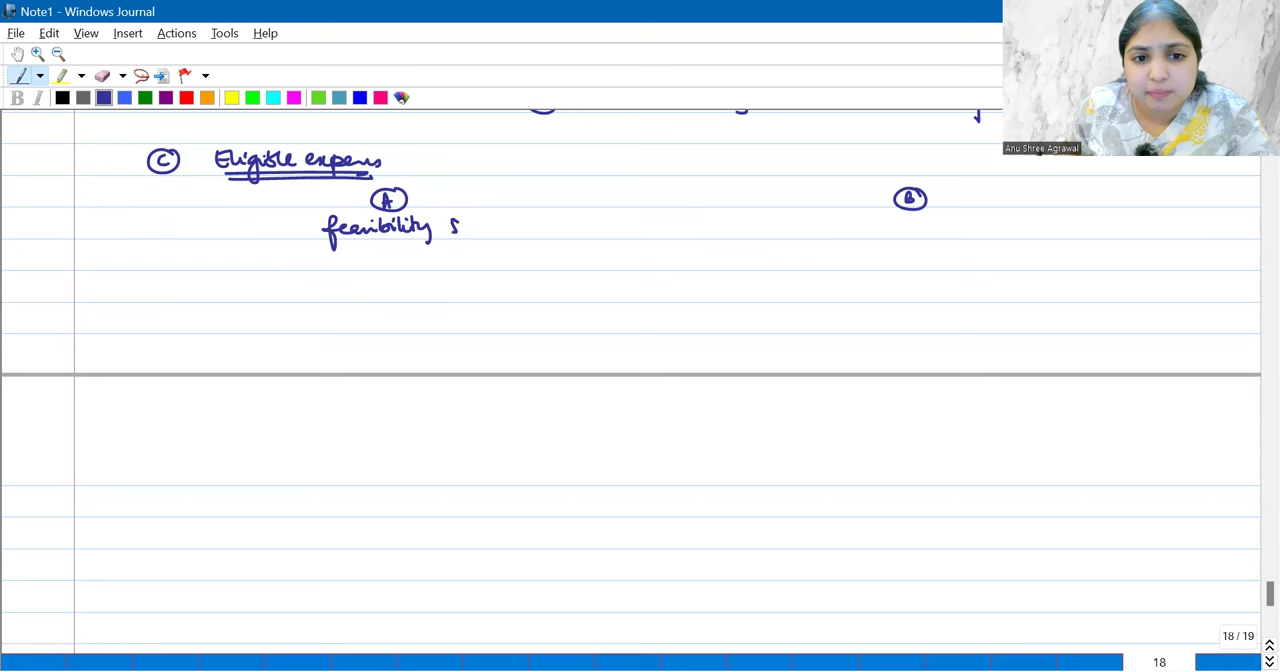 Note1 - Windows Journal
File Edit View Insert Actions Tools Help
B I
Anu Shree Agrawal
C Eligible expens
A B
feasibility s
18 / 19
18